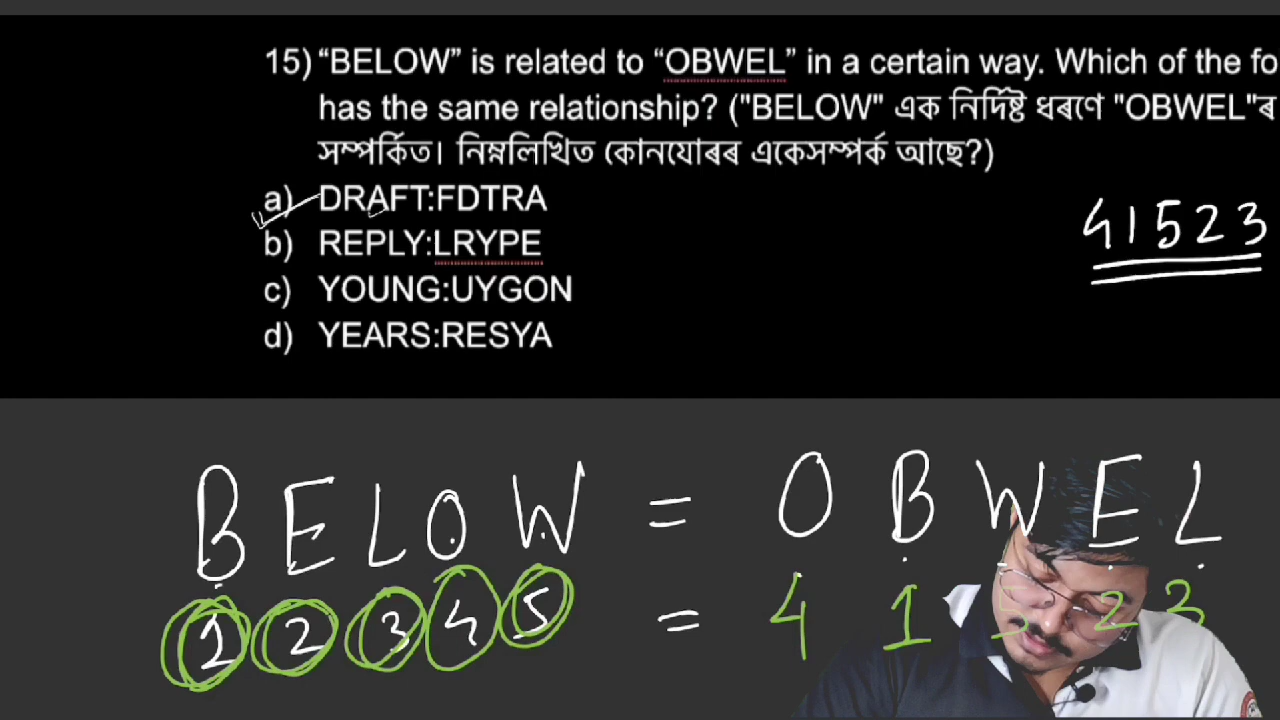 15) “BELOW” is related to “OBWEL” in a certain way. Which of the fo
has the same relationship? ("BELOW" এক নিৰ্দিষ্ট ধৰণে "OBWEL"ৰ
সম্পৰ্কিত। নিম্নলিখিত কোনযোৰৰ একেসম্পৰ্ক আছে?)
a) DRAFT:FDTRA
b) REPLY:LRYPE
c) YOUNG:UYGON
d) YEARS:RESYA
41523
BELOW = OBWEL
1 2 3 4 5 = 4 1 5 2 3